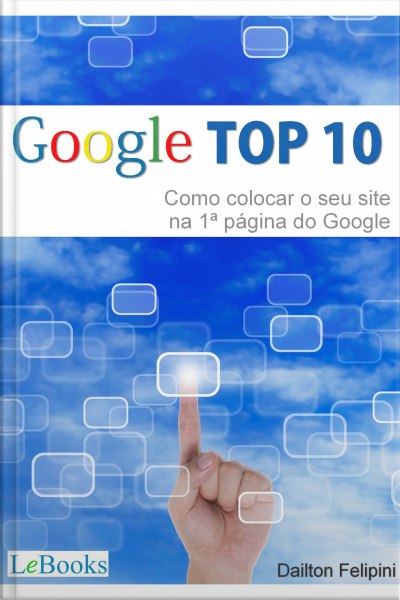 Google TOP 10
Como colocar o seu site
na 1ª página do Google
LeBooks
Dailton Felipini